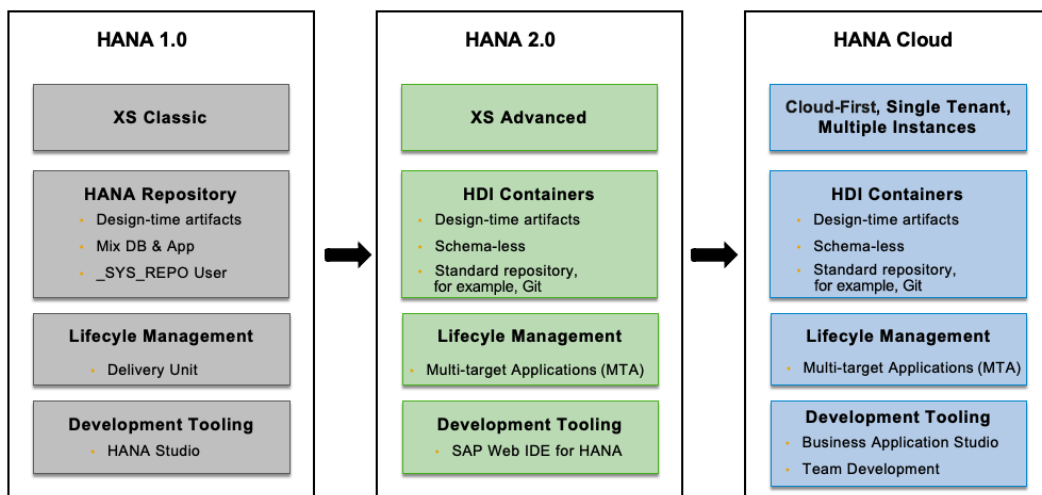 HANA 1.0
XS Classic
HANA Repository
• Design-time artifacts
• Mix DB & App
• _SYS_REPO User
Lifecyle Management
• Delivery Unit
Development Tooling
• HANA Studio
HANA 2.0
XS Advanced
HDI Containers
• Design-time artifacts
• Schema-less
• Standard repository,
for example, Git
Lifecyle Management
• Multi-target Applications (MTA)
Development Tooling
• SAP Web IDE for HANA
HANA Cloud
Cloud-First, Single Tenant,
Multiple Instances
HDI Containers
• Design-time artifacts
• Schema-less
• Standard repository,
for example, Git
Lifecyle Management
• Multi-target Applications (MTA)
Development Tooling
• Business Application Studio
• Team Development